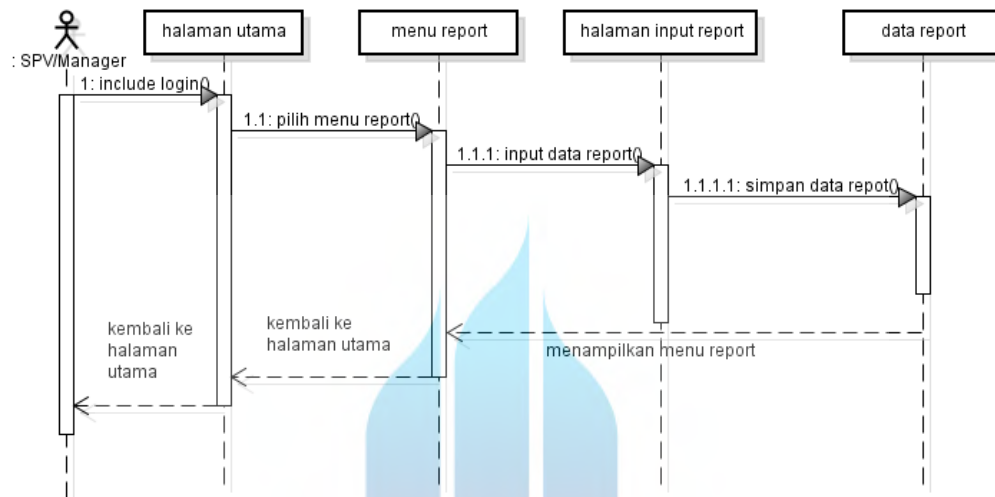 halaman utama
menu report
halaman input report
data report
: SPV/Manager
1: include login()
1.1: pilih menu report()
1.1.1: input data report()
1.1.1.1: simpan data repot()
kembali ke
halaman
utama
kembali ke
halaman utama
menampilkan menu report